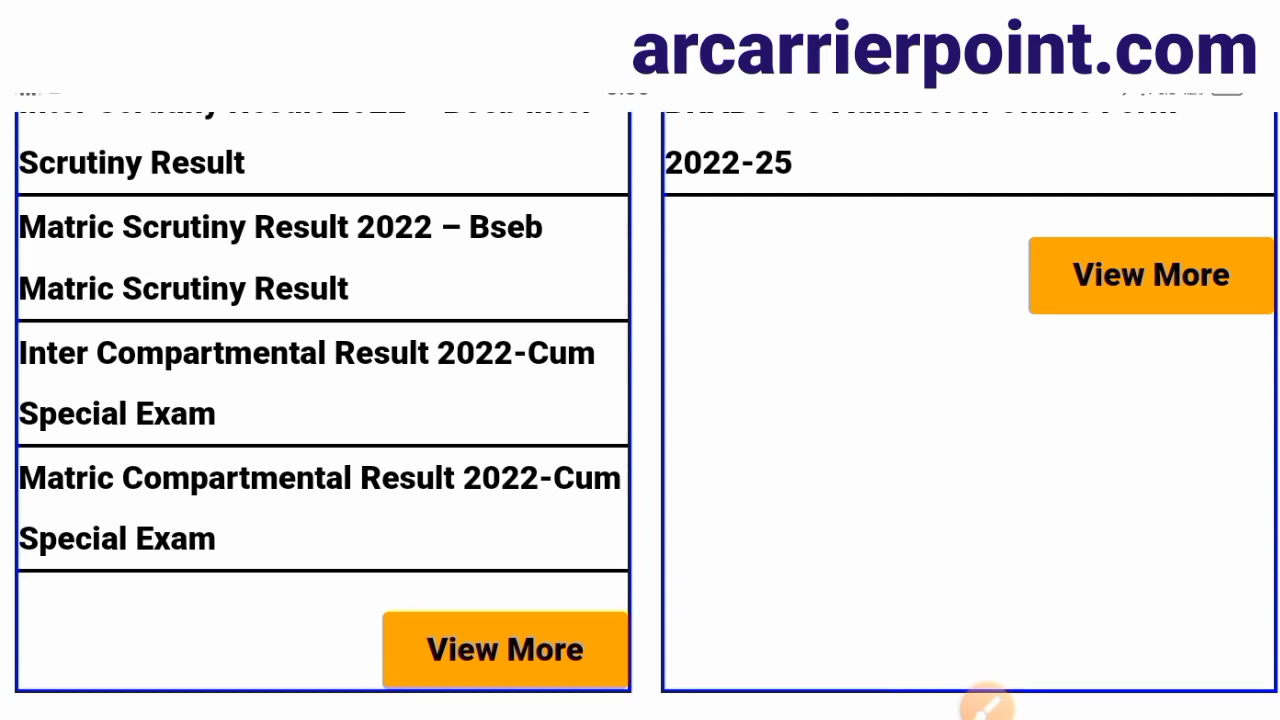 arcarrierpoint.com
Scrutiny Result
Matric Scrutiny Result 2022 – Bseb
Matric Scrutiny Result
Inter Compartmental Result 2022-Cum
Special Exam
Matric Compartmental Result 2022-Cum
Special Exam
View More
2022-25
View More